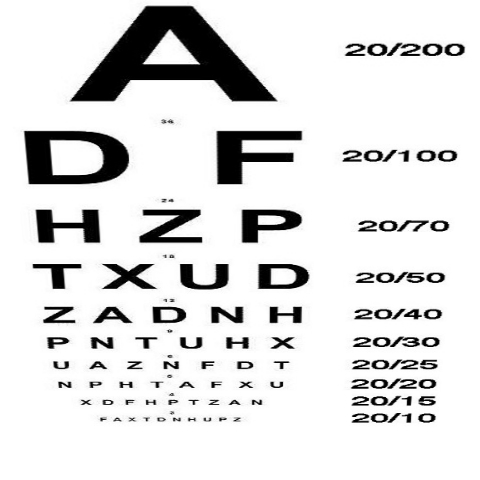 A 20/200
36
D F 20/100
24
H Z P 20/70
18
T X U D 20/50
12
Z A D N H 20/40
9
P N T U H X 20/30
6
U A Z N F D T 20/25
5
N P H T A F X U 20/20
4
X D F H P T Z A N 20/15
F A X T D N H U P Z 20/10